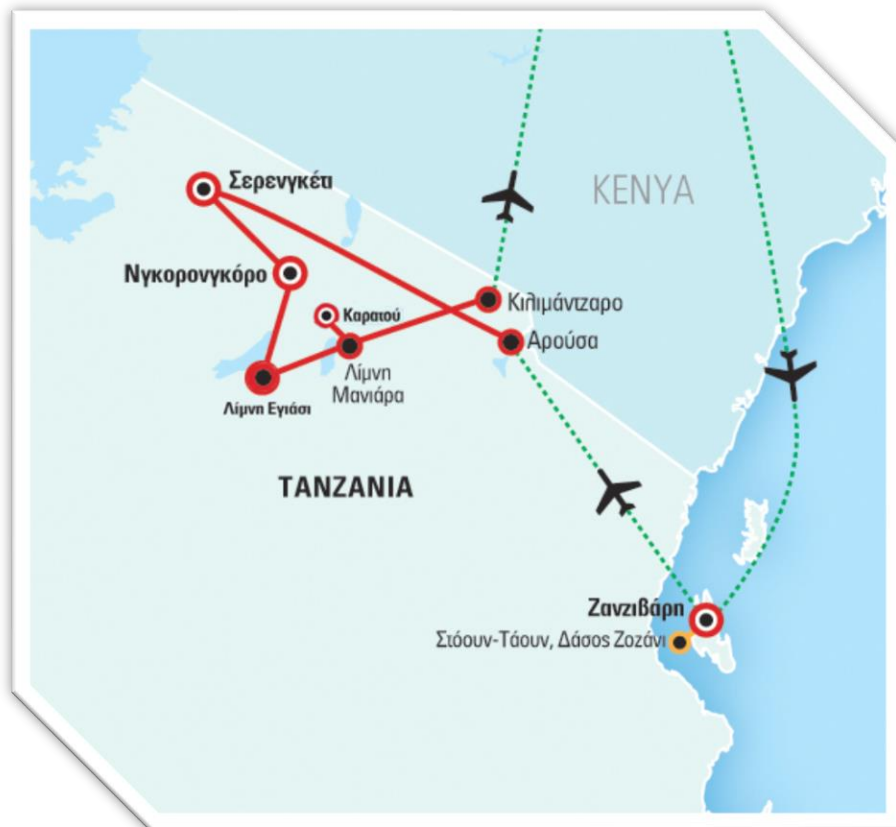 Σερενγκέτι
KENYA
Νγκορονγκόρο
Κιλιμάντζαρο
Καρατού
Αρούσα
Λίμνη
Μανιάρα
Λίμνη Εγιάσι
TANZANIA
Ζανζιβάρη
Στόουν-Τάουν, Δάσος Ζοζάνι